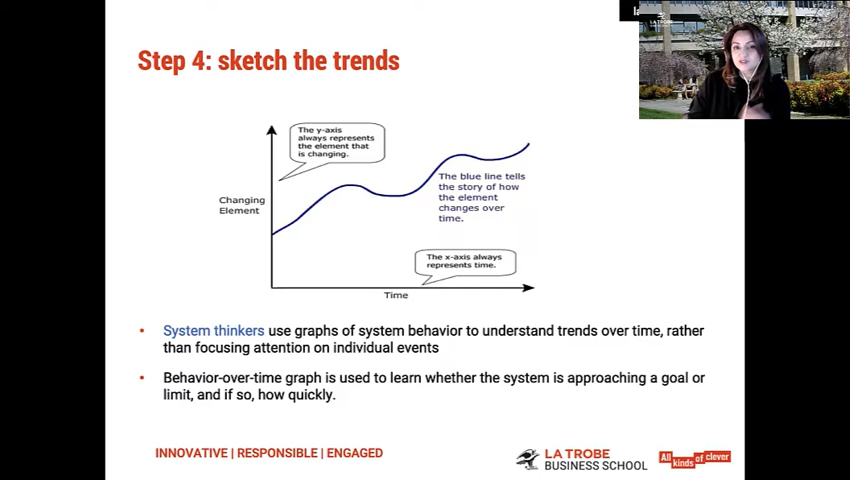 Step 4: sketch the trends
LA TROBE
The y-axis
always represents
the element that
is changing.
Changing
Element
The blue line tells
the story of how
the element
changes over
time.
The x-axis always
represents time.
Time
• System thinkers use graphs of system behavior to understand trends over time, rather
than focusing attention on individual events
• Behavior-over-time graph is used to learn whether the system is approaching a goal or
limit, and if so, how quickly.
INNOVATIVE | RESPONSIBLE | ENGAGED
LA TROBE
BUSINESS SCHOOL
All
kinds of clever